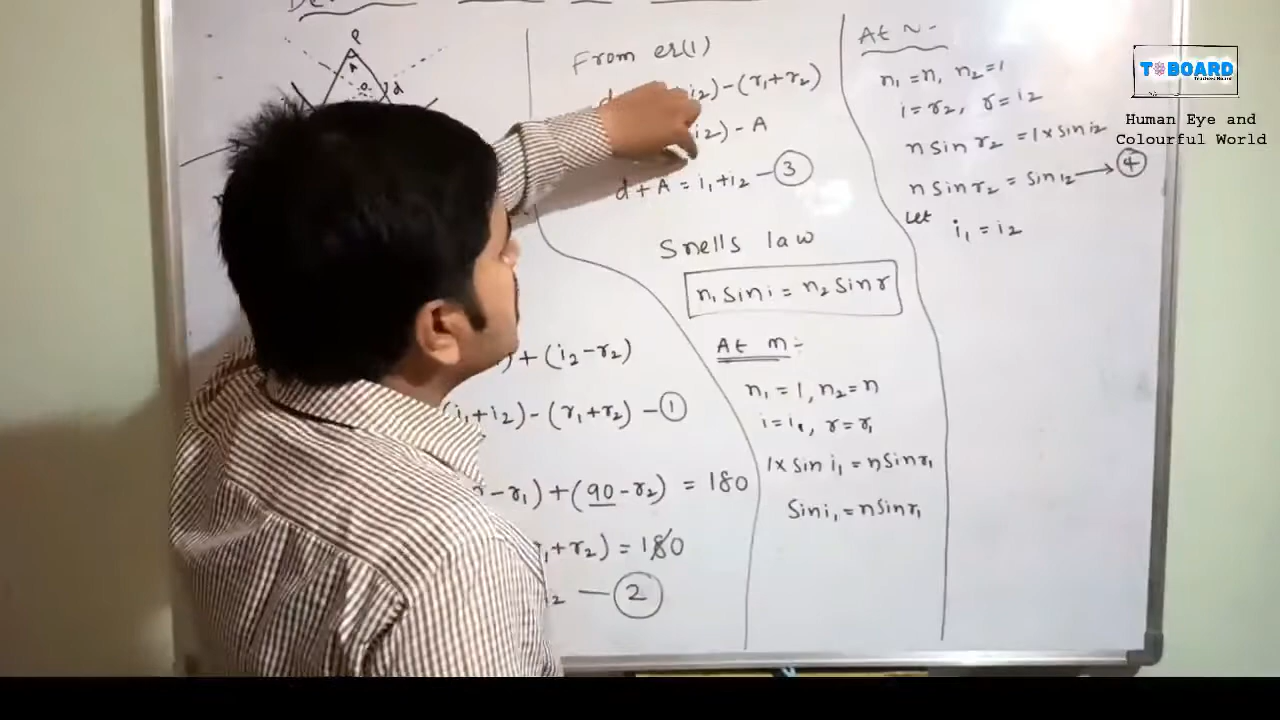 P
A
d
) + (i₂-r₂)
(i₁+i₂) - (r₁+r₂) - ①
- r₁) + (90 - r₂) = 180
r₁+r₂) = 180
- ②
From eq(1)
i₂) - (r₁+r₂)
i₂) - A
d + A = i₁+i₂ - ③
Snells law
n₁ sin i = n₂ sin r
At m :-
n₁ = 1, n₂ = n
i = i₁, r = r₁
1 x sin i₁ = n sin r₁
Sin i₁ = n sin r₁
At N -
n₁ = n, n₂ = 1
i = r₂, r = i₂
n sin r₂ = 1 x sin i₂
n sin r₂ = sin i₂ → ④
Let
i₁ = i₂
T BOARD
Human Eye and
Colourful World